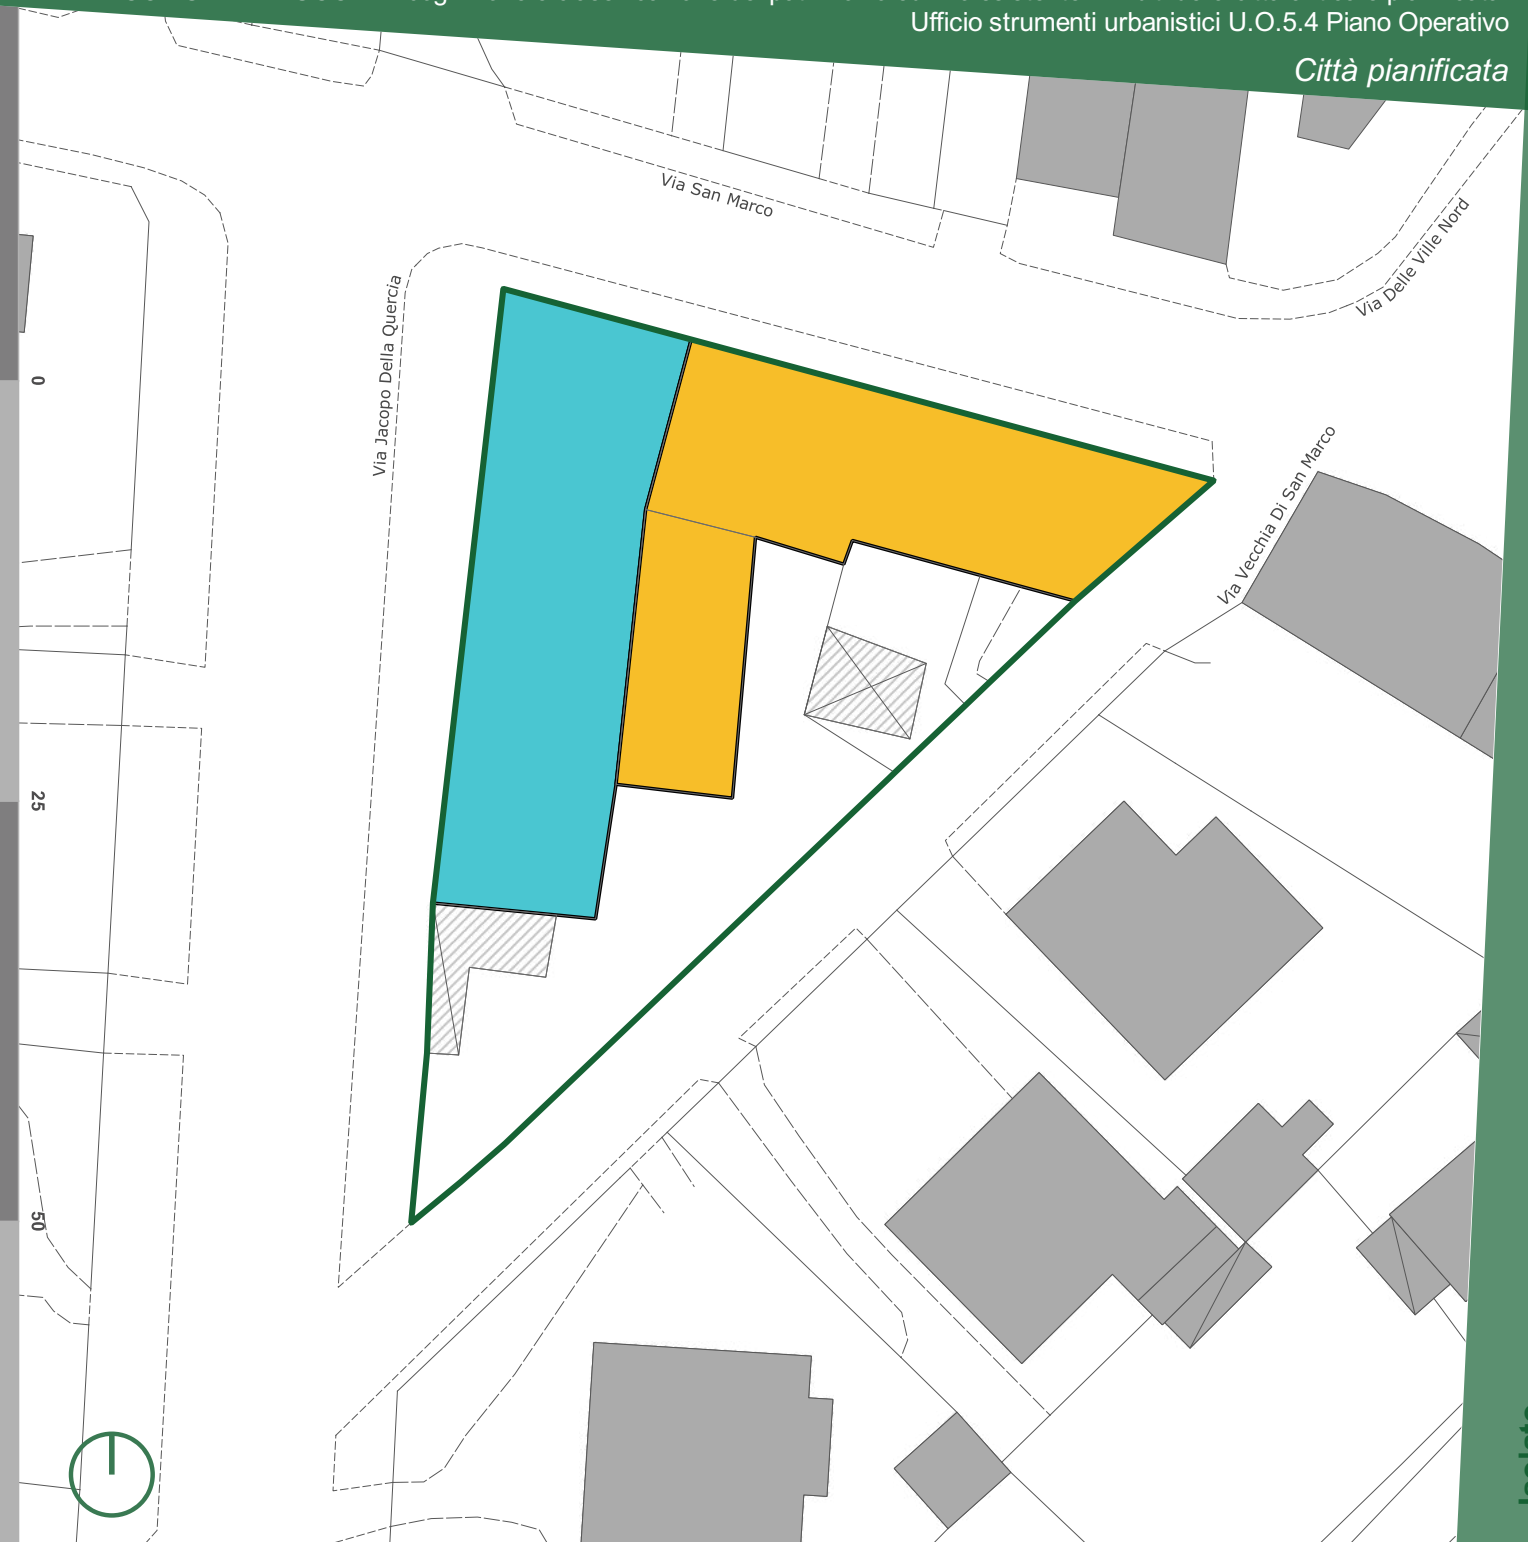 Ufficio strumenti urbanistici U.O.5.4 Piano Operativo
Città pianificata
Via San Marco
Via Delle Ville Nord
Via Jacopo Della Quercia
Via Vecchia Di San Marco
0
25
50